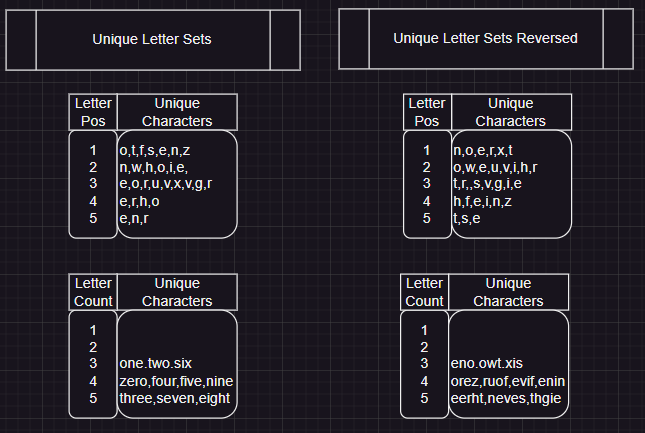 Unique Letter Sets
Unique Letter Sets Reversed
Letter Pos
Unique Characters
1 o,t,f,s,e,n,z
2 n,w,h,o,i,e,
3 e,o,r,u,v,x,v,g,r
4 e,r,h,o
5 e,n,r
Letter Pos
Unique Characters
1 n,o,e,r,x,t
2 o,w,e,u,v,i,h,r
3 t,r,,s,v,g,i,e
4 h,f,e,i,n,z
5 t,s,e
Letter Count
Unique Characters
1
2
3 one.two.six
4 zero,four,five,nine
5 three,seven,eight
Letter Count
Unique Characters
1
2
3 eno.owt.xis
4 orez,ruof,evif,enin
5 eerht,neves,thgie